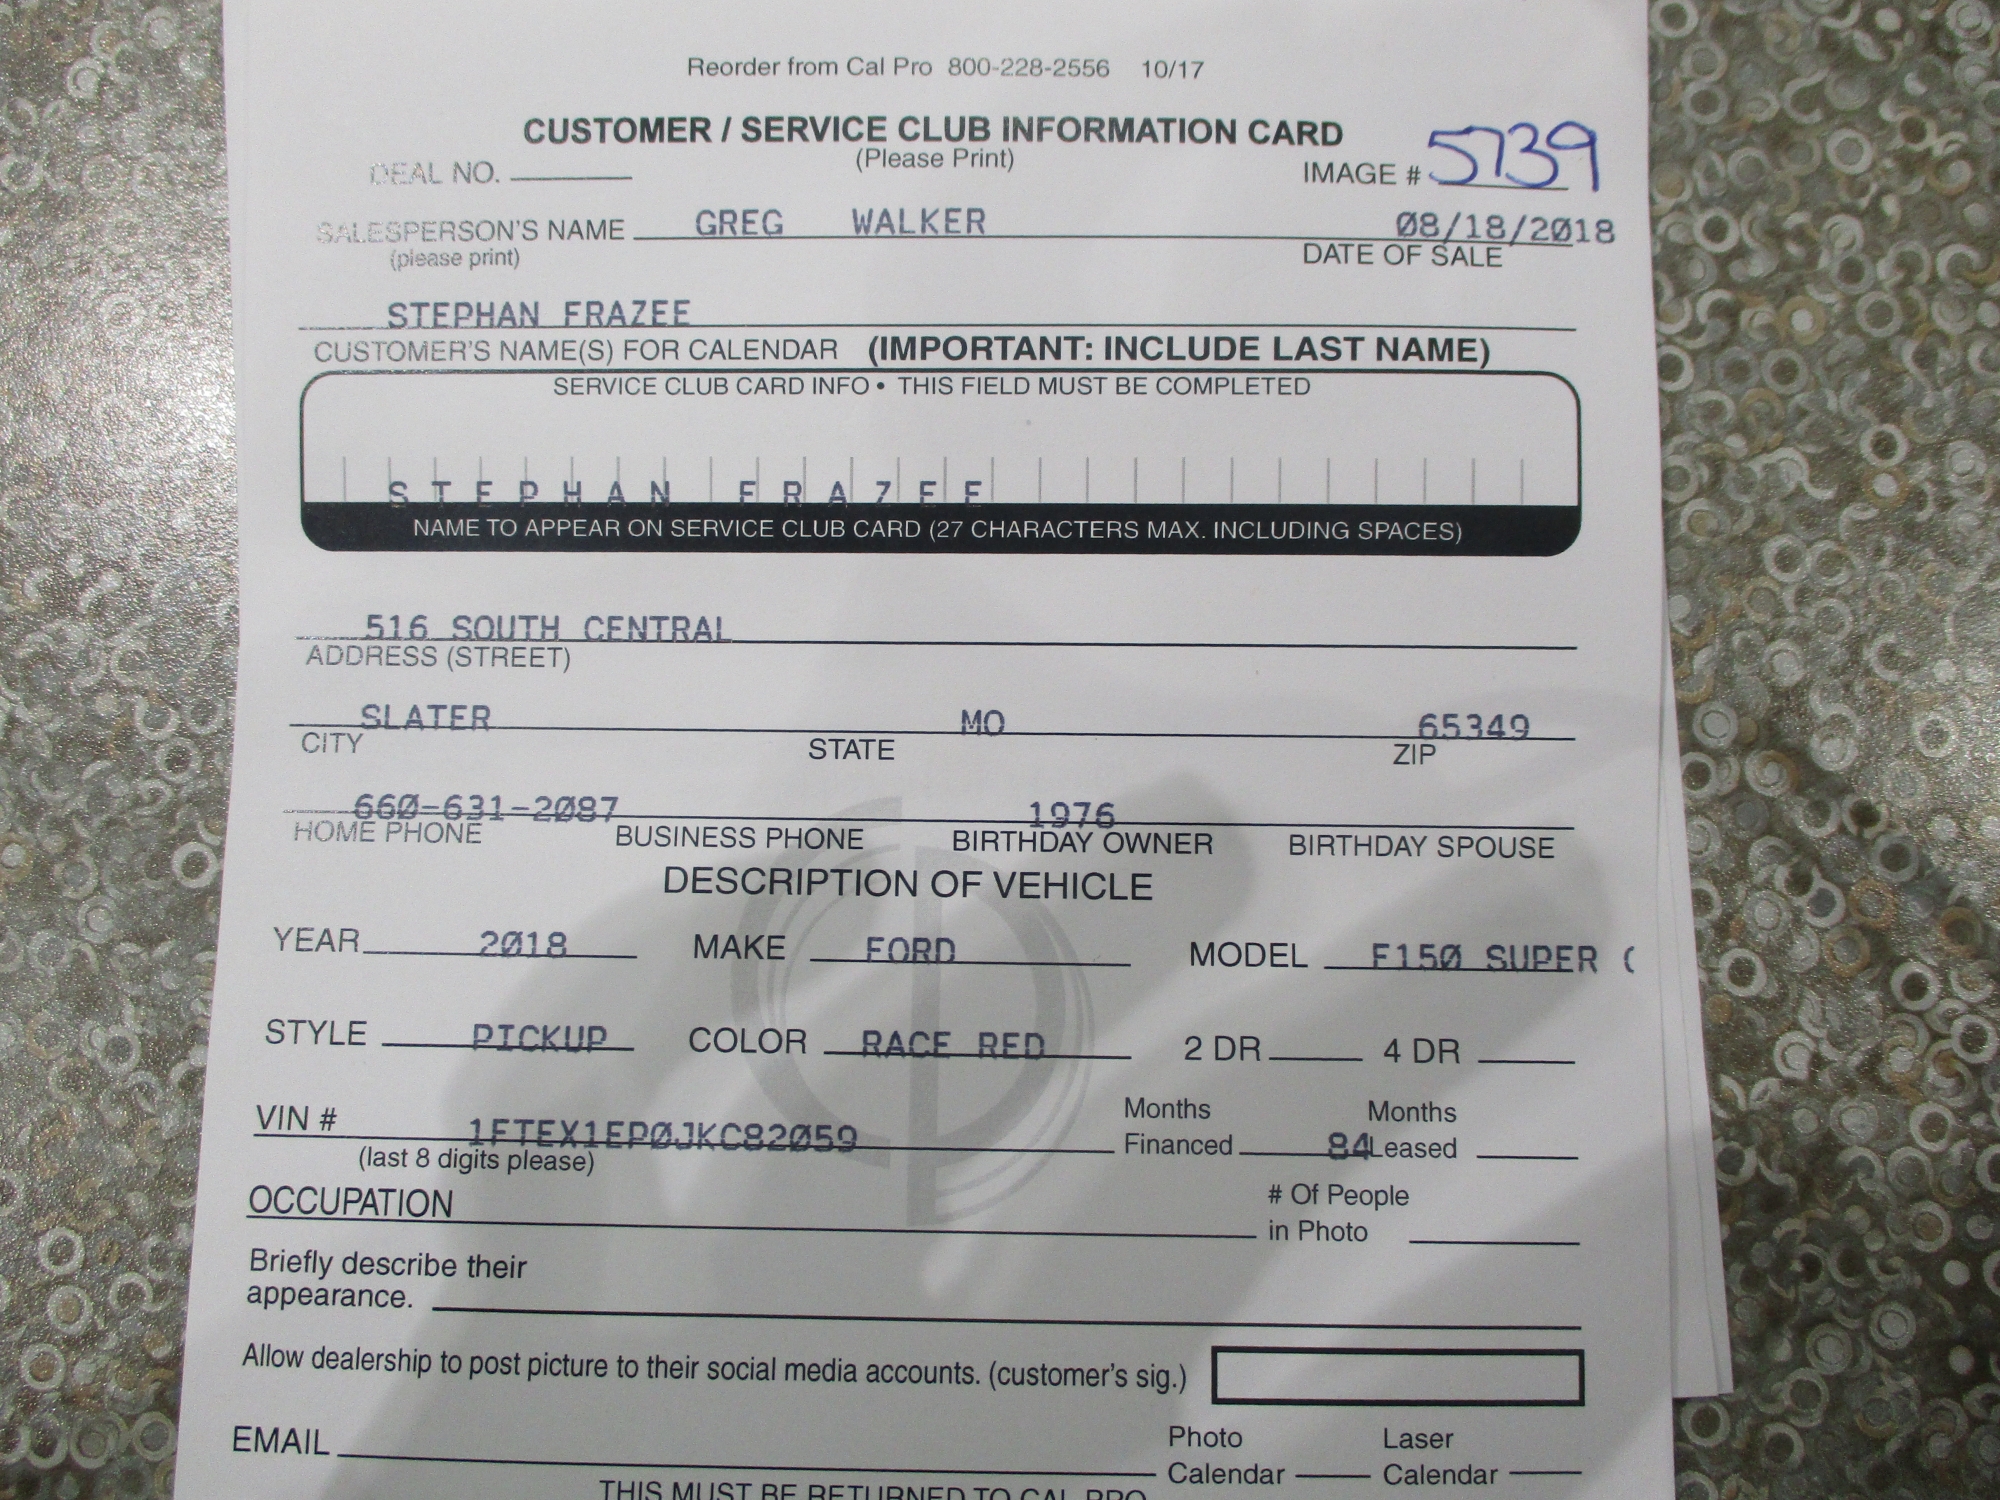 Reorder from Cal Pro 800-228-2556 10/17
CUSTOMER / SERVICE CLUB INFORMATION CARD
(Please Print)
DEAL NO. IMAGE # 5739
SALESPERSON'S NAME GREG WALKER 08/18/2018
(please print) DATE OF SALE
STEPHAN FRAZEE
CUSTOMER'S NAME(S) FOR CALENDAR (IMPORTANT: INCLUDE LAST NAME)
SERVICE CLUB CARD INFO • THIS FIELD MUST BE COMPLETED
STEPHAN FRAZEE
NAME TO APPEAR ON SERVICE CLUB CARD (27 CHARACTERS MAX. INCLUDING SPACES)
516 SOUTH CENTRAL
ADDRESS (STREET)
SLATER MO 65349
CITY STATE ZIP
660-631-2087 1976
HOME PHONE BUSINESS PHONE BIRTHDAY OWNER BIRTHDAY SPOUSE
DESCRIPTION OF VEHICLE
YEAR 2018 MAKE FORD MODEL F150 SUPER (
STYLE PICKUP COLOR RACE RED 2 DR 4 DR
VIN # 1FTEX1EP0JKC82059 Months Financed 84 Months Leased
(last 8 digits please)
OCCUPATION # Of People in Photo
Briefly describe their
appearance.
Allow dealership to post picture to their social media accounts. (customer's sig.)
EMAIL Photo Calendar Laser Calendar
THIS MUST BE RETURNED TO CAL PRO